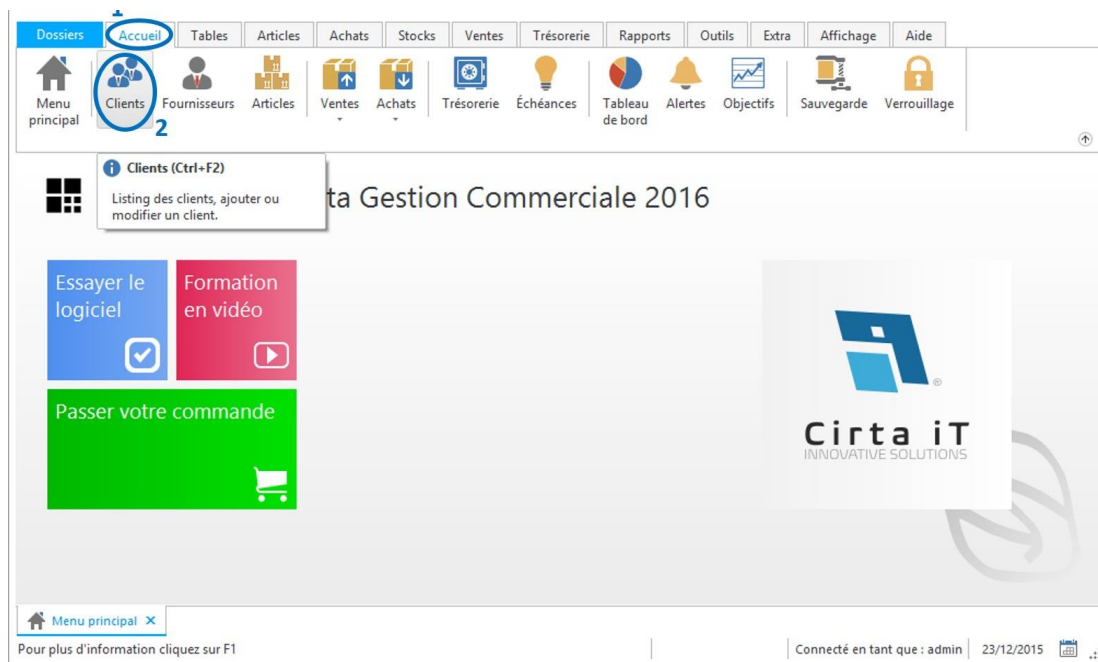 1
Dossiers Accueil Tables Articles Achats Stocks Ventes Trésorerie Rapports Outils Extra Affichage Aide
Menu principal
Clients
Fournisseurs
Articles
Ventes
Achats
Trésorerie
Échéances
Tableau de bord
Alertes
Objectifs
Sauvegarde
Verrouillage
2
Clients (Ctrl+F2)
Listing des clients, ajouter ou
modifier un client.
ta Gestion Commerciale 2016
Essayer le
logiciel
Formation
en vidéo
Passer votre commande
Cirta iT
INNOVATIVE SOLUTIONS
Menu principal
Pour plus d'information cliquez sur F1
Connecté en tant que : admin
23/12/2015